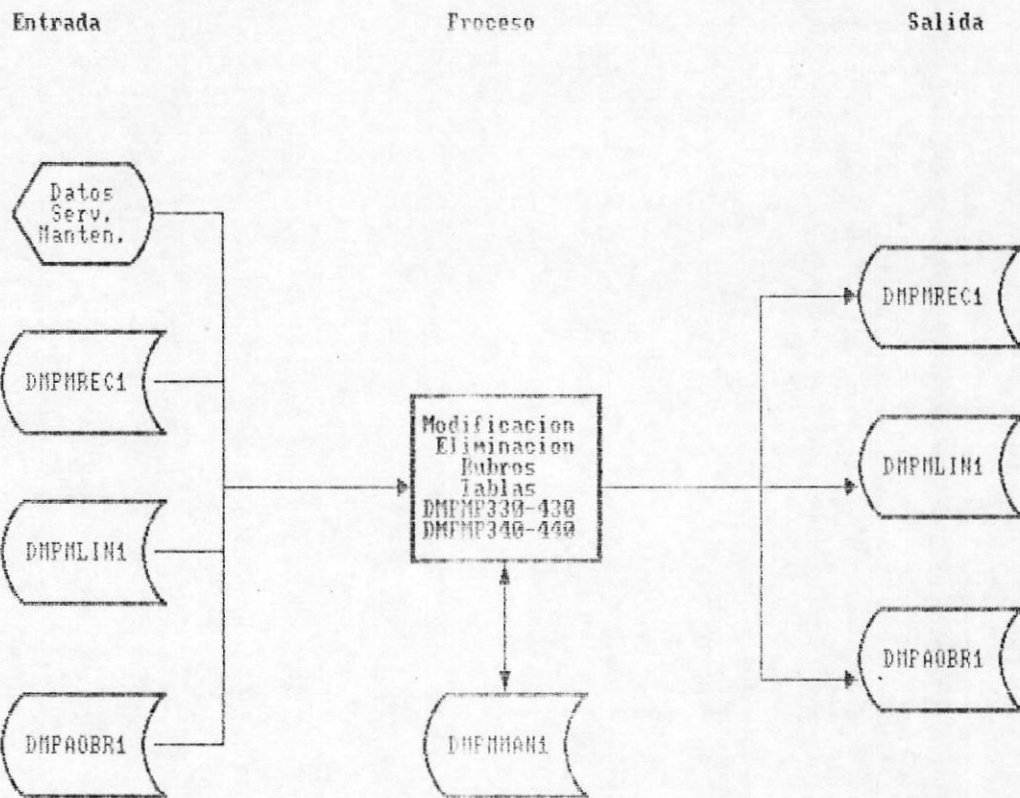 Entrada Proceso Salida
Datos
Serv.
Manten.
DMPMREC1
DMPMLIN1
DMPAOBR1
Modificacion
Eliminacion
Rubros
Tablas
DMPMP330-430
DMPMP340-440
DMPMMAN1
DMPMREC1
DMPMLIN1
DMPAOBR1